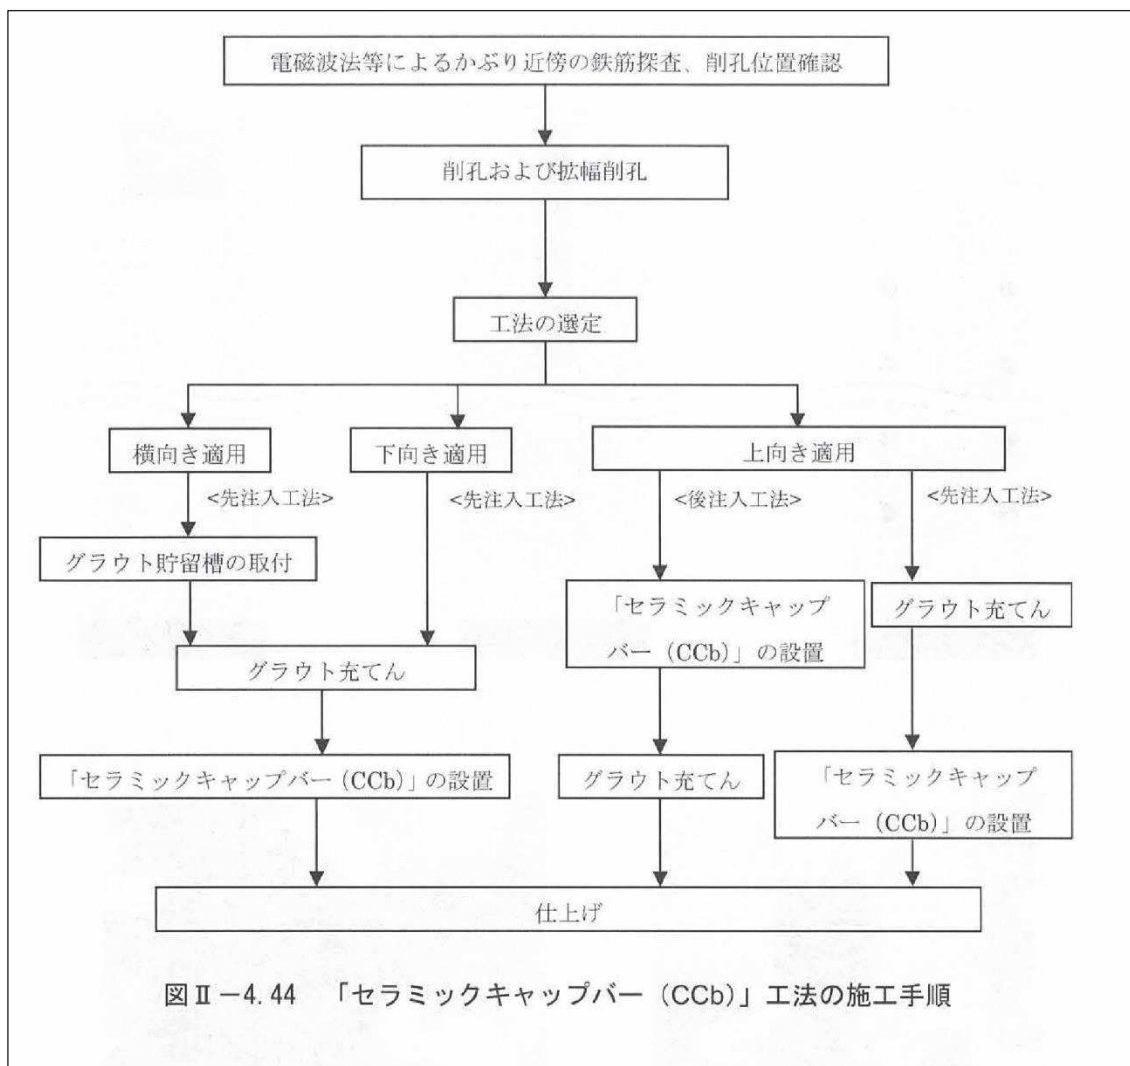 電磁波法等によるかぶり近傍の鉄筋探査、削孔位置確認
削孔および拡幅削孔
工法の選定
横向き適用
下向き適用
上向き適用
<先注入工法>
<先注入工法>
<後注入工法>
<先注入工法>
グラウト貯留槽の取付
「セラミックキャップ
バー(CCb)」の設置
グラウト充てん
グラウト充てん
「セラミックキャップバー(CCb)」の設置
グラウト充てん
「セラミックキャップ
バー(CCb)」の設置
仕上げ
図Ⅱ-4.44 「セラミックキャップバー(CCb)」工法の施工手順